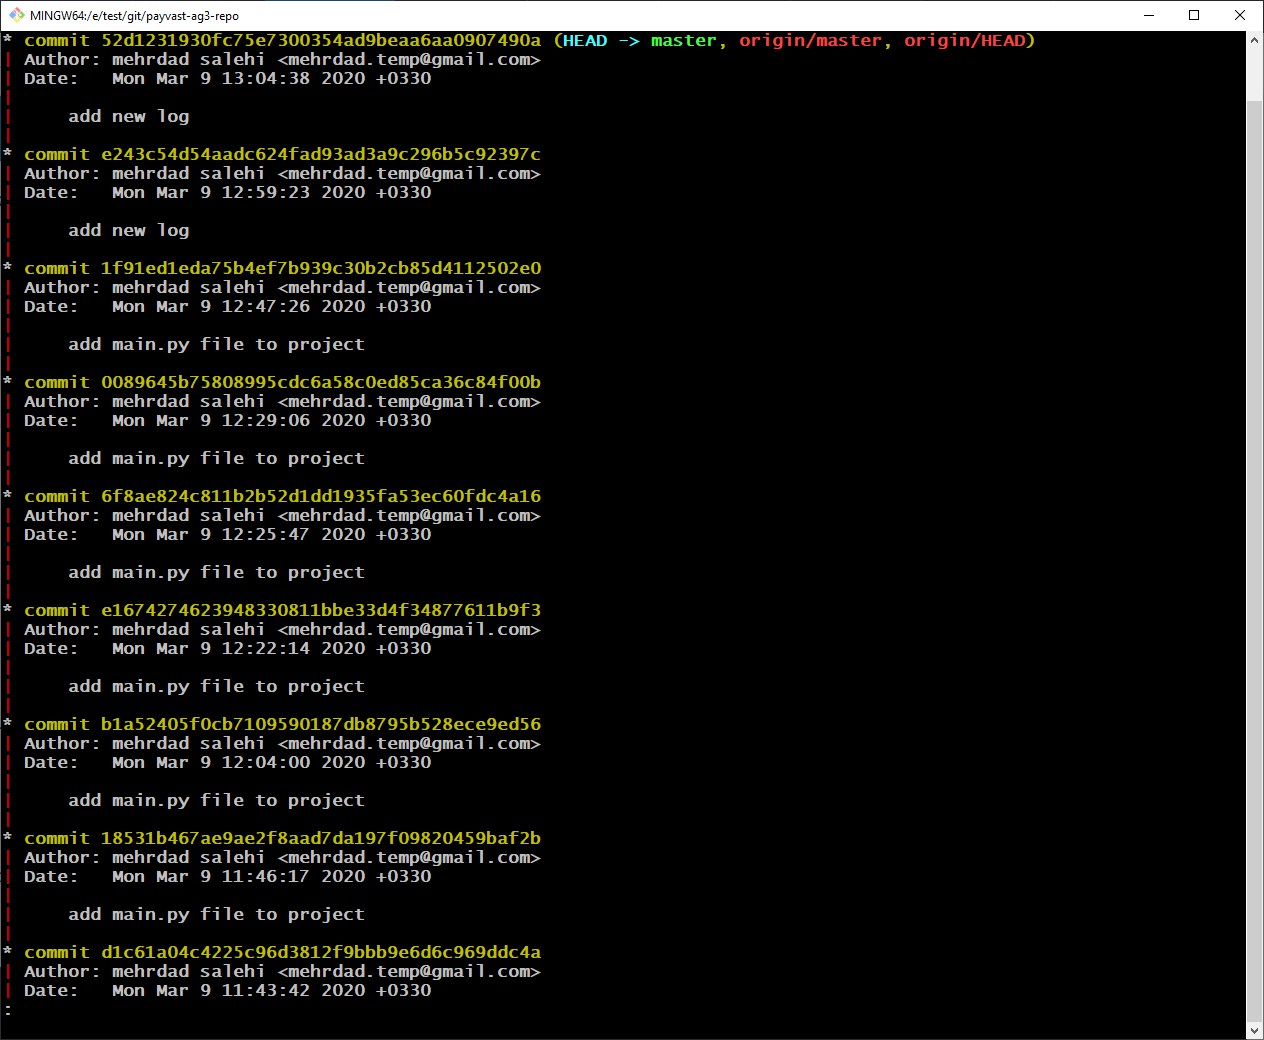 MINGW64:/e/test/git/payvast-ag3-repo
* commit 52d1231930fc75e7300354ad9beaa6aa0907490a (HEAD -> master, origin/master, origin/HEAD)
| Author: mehrdad salehi <mehrdad.temp@gmail.com>
| Date:   Mon Mar 9 13:04:38 2020 +0330
|
|     add new log
|
* commit e243c54d54aadc624fad93ad3a9c296b5c92397c
| Author: mehrdad salehi <mehrdad.temp@gmail.com>
| Date:   Mon Mar 9 12:59:23 2020 +0330
|
|     add new log
|
* commit 1f91ed1eda75b4ef7b939c30b2cb85d4112502e0
| Author: mehrdad salehi <mehrdad.temp@gmail.com>
| Date:   Mon Mar 9 12:47:26 2020 +0330
|
|     add main.py file to project
|
* commit 0089645b75808995cdc6a58c0ed85ca36c84f00b
| Author: mehrdad salehi <mehrdad.temp@gmail.com>
| Date:   Mon Mar 9 12:29:06 2020 +0330
|
|     add main.py file to project
|
* commit 6f8ae824c811b2b52d1dd1935fa53ec60fdc4a16
| Author: mehrdad salehi <mehrdad.temp@gmail.com>
| Date:   Mon Mar 9 12:25:47 2020 +0330
|
|     add main.py file to project
|
* commit e1674274623948330811bbe33d4f34877611b9f3
| Author: mehrdad salehi <mehrdad.temp@gmail.com>
| Date:   Mon Mar 9 12:22:14 2020 +0330
|
|     add main.py file to project
|
* commit b1a52405f0cb7109590187db8795b528ece9ed56
| Author: mehrdad salehi <mehrdad.temp@gmail.com>
| Date:   Mon Mar 9 12:04:00 2020 +0330
|
|     add main.py file to project
|
* commit 18531b467ae9ae2f8aad7da197f09820459baf2b
| Author: mehrdad salehi <mehrdad.temp@gmail.com>
| Date:   Mon Mar 9 11:46:17 2020 +0330
|
|     add main.py file to project
|
* commit d1c61a04c4225c96d3812f9bbb9e6d6c969ddc4a
| Author: mehrdad salehi <mehrdad.temp@gmail.com>
| Date:   Mon Mar 9 11:43:42 2020 +0330
: